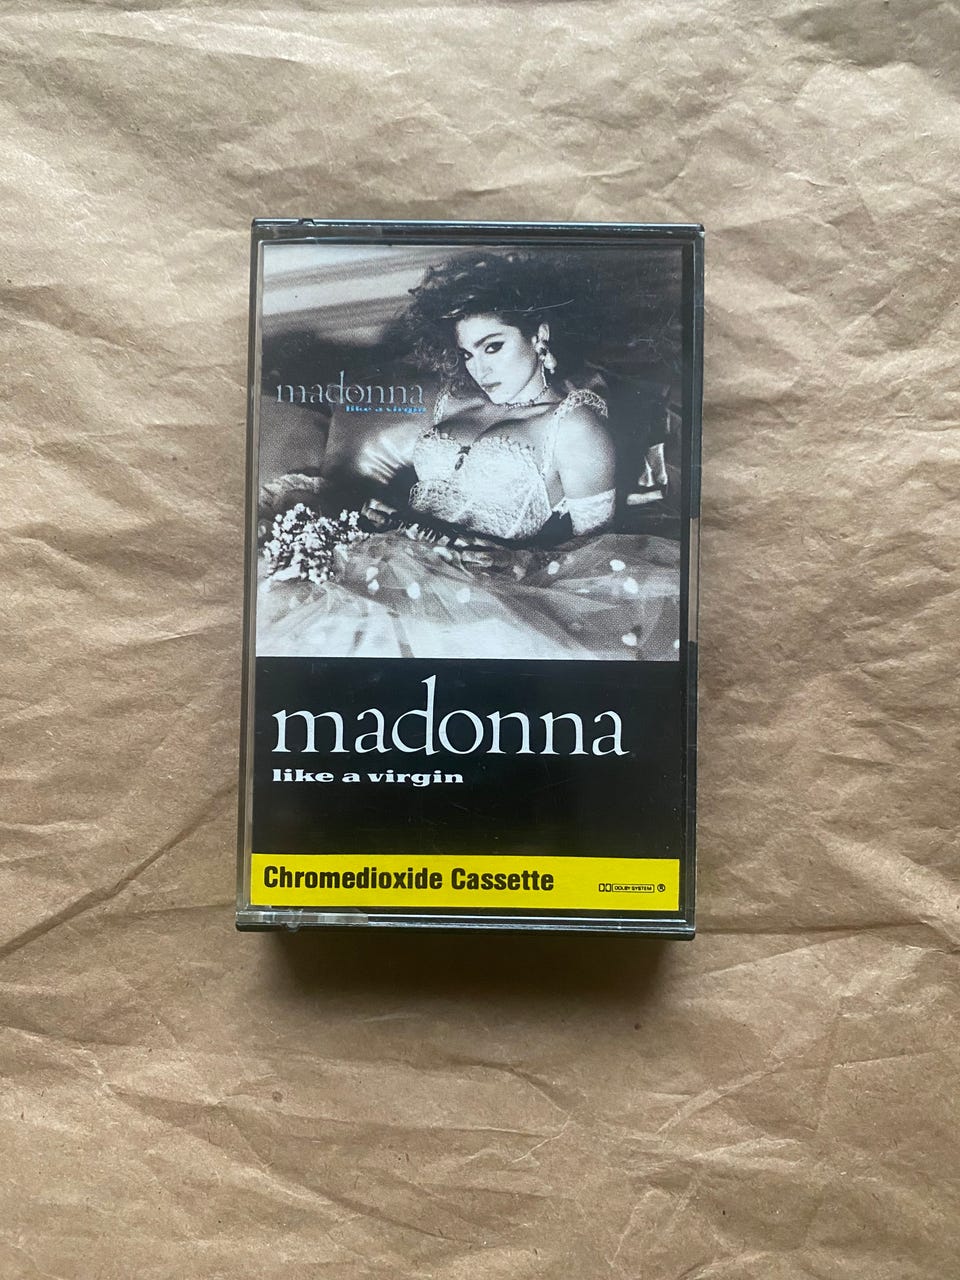 madonna
like a virgin
madonna
like a virgin
Chromedioxide Cassette
DOLBY SYSTEM ®